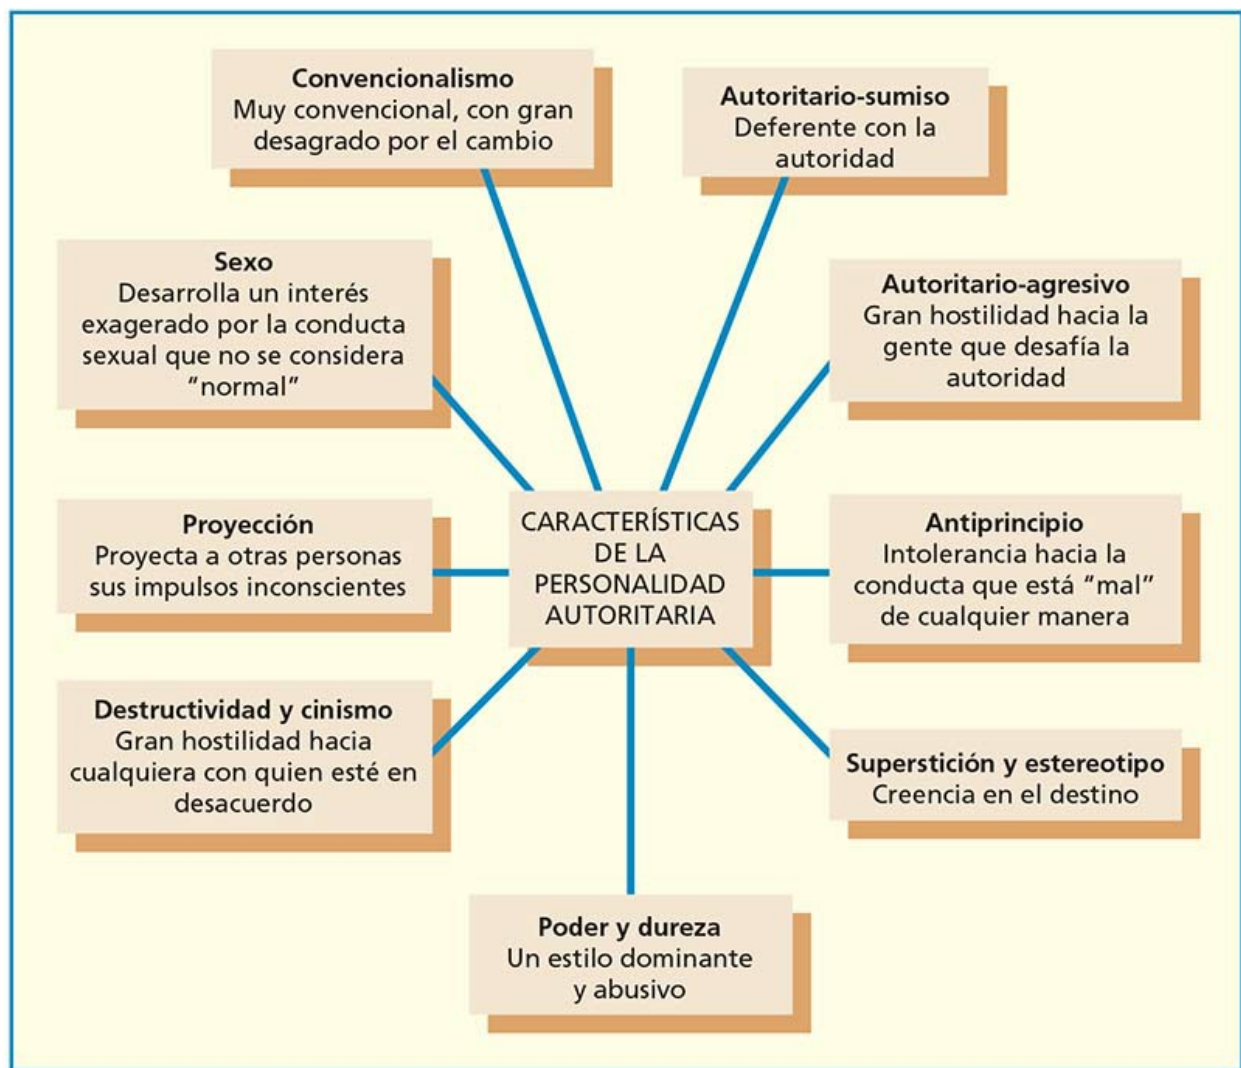 Convencionalismo
Muy convencional, con gran
desagrado por el cambio
Autoritario-sumiso
Deferente con la
autoridad
Sexo
Desarrolla un interés
exagerado por la conducta
sexual que no se considera
“normal”
Autoritario-agresivo
Gran hostilidad hacia la
gente que desafía la
autoridad
Proyección
Proyecta a otras personas
sus impulsos inconscientes
CARACTERÍSTICAS
DE LA
PERSONALIDAD
AUTORITARIA
Antiprincipio
Intolerancia hacia la
conducta que está “mal”
de cualquier manera
Destructividad y cinismo
Gran hostilidad hacia
cualquiera con quien esté en
desacuerdo
Superstición y estereotipo
Creencia en el destino
Poder y dureza
Un estilo dominante
y abusivo